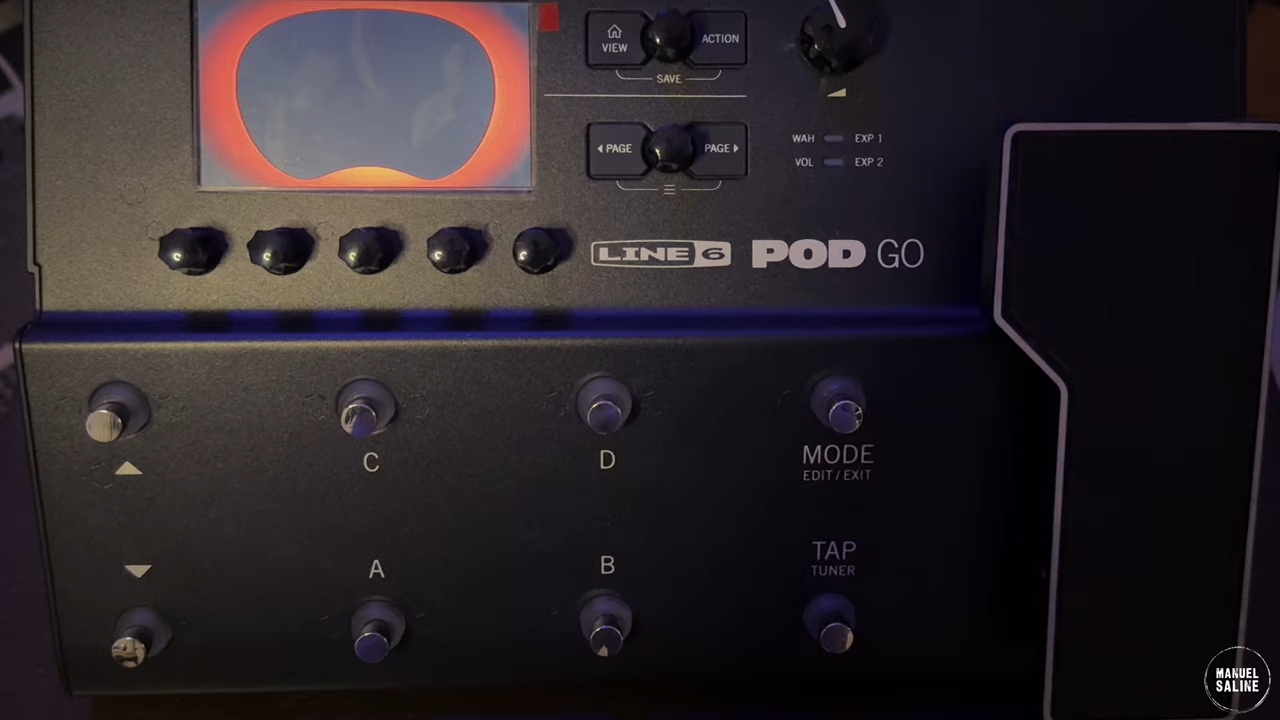 VIEW
ACTION
SAVE
PAGE
PAGE
WAH EXP 1
VOL EXP 2
LINE 6 POD GO
C
D
MODE
EDIT / EXIT
A
B
TAP
TUNER
MANUEL
SALINE